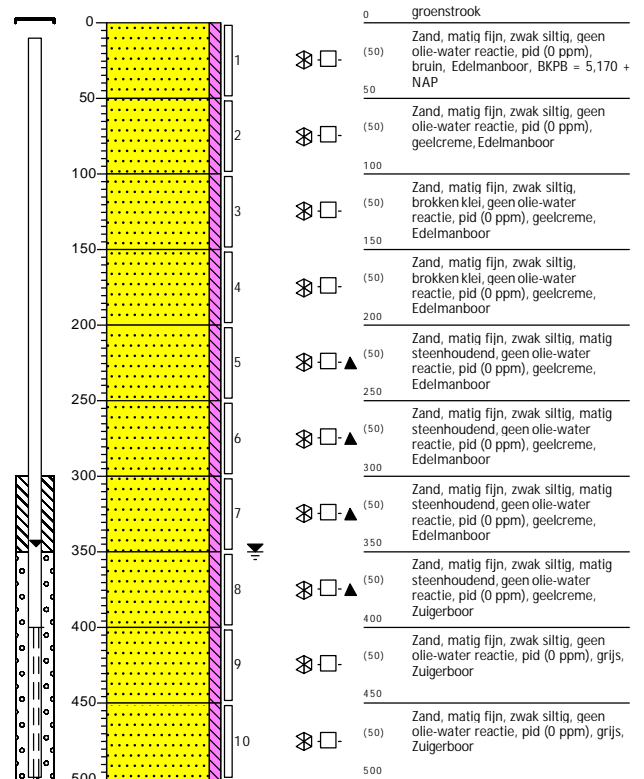 0 groenstrook
0
(50) Zand, matig fijn, zwak siltig, geen
olie-water reactie, pid (0 ppm),
bruin, Edelmanboor, BKPB = 5,170 +
NAP
1
50 50
(50) Zand, matig fijn, zwak siltig, geen
olie-water reactie, pid (0 ppm),
geelcreme, Edelmanboor
2
100 100
(50) Zand, matig fijn, zwak siltig,
brokken klei, geen olie-water
reactie, pid (0 ppm), geelcreme,
Edelmanboor
3
150 150
(50) Zand, matig fijn, zwak siltig,
brokken klei, geen olie-water
reactie, pid (0 ppm), geelcreme,
Edelmanboor
4
200 200
(50) Zand, matig fijn, zwak siltig, matig
steenhoudend, geen olie-water
reactie, pid (0 ppm), geelcreme,
Edelmanboor
5
250 250
(50) Zand, matig fijn, zwak siltig, matig
steenhoudend, geen olie-water
reactie, pid (0 ppm), geelcreme,
Edelmanboor
6
300 300
(50) Zand, matig fijn, zwak siltig, matig
steenhoudend, geen olie-water
reactie, pid (0 ppm), geelcreme,
Edelmanboor
7
350 350
(50) Zand, matig fijn, zwak siltig, matig
steenhoudend, geen olie-water
reactie, pid (0 ppm), geelcreme,
Zuigerboor
8
400 400
(50) Zand, matig fijn, zwak siltig, geen
olie-water reactie, pid (0 ppm), grijs,
Zuigerboor
9
450 450
(50) Zand, matig fijn, zwak siltig, geen
olie-water reactie, pid (0 ppm), grijs,
Zuigerboor
10
500 500